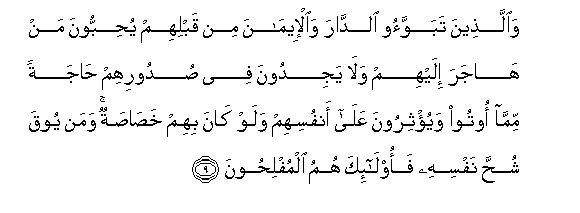 وَٱلَّذِينَ تَبَوَّءُو ٱلدَّارَ وَٱلْإِيمَـٰنَ مِن قَبْلِهِمْ يُحِبُّونَ مَنْ
هَاجَرَ إِلَيْهِمْ وَلَا يَجِدُونَ فِى صُدُورِهِمْ حَاجَةً
مِّمَّآ أُوتُوا۟ وَيُؤْثِرُونَ عَلَىٰٓ أَنفُسِهِمْ وَلَوْ كَانَ بِهِمْ خَصَاصَةٌ ۚ وَمَن يُوقَ
شُحَّ نَفْسِهِۦ فَأُو۟لَـٰٓئِكَ هُمُ ٱلْمُفْلِحُونَ ٩